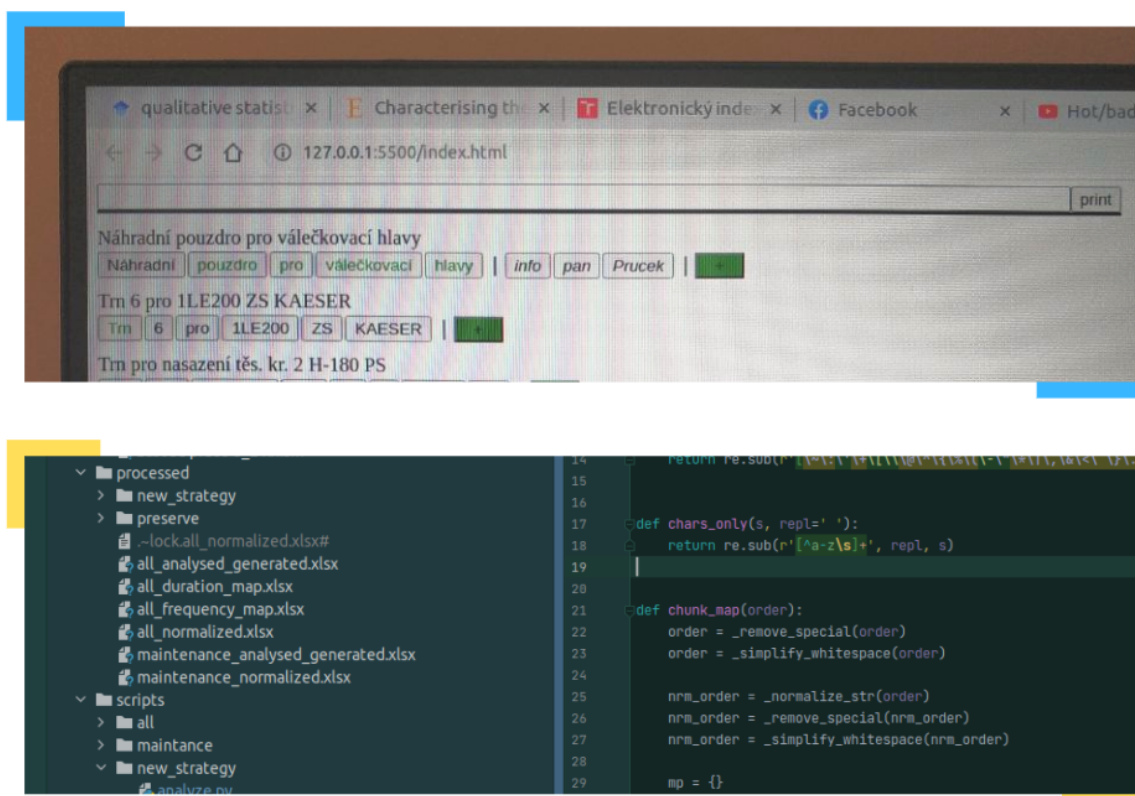 qualitative statist × Characterising th × Elektronický inde × Facebook × Hot/bad
127.0.0.1:5500/index.html
print
Náhradní pouzdro pro válečkovací hlavy
Náhradní pouzdro pro válečkovací hlavy | info pan Prucek | +
Trn 6 pro 1LE200 ZS KAESER
Trn 6 pro 1LE200 ZS KAESER | +
Trn pro nasazení těs. kr. 2 H-180 PS
processed
new_strategy
preserve
.~lock.all_normalized.xlsx#
all_analysed_generated.xlsx
all_duration_map.xlsx
all_frequency_map.xlsx
all_normalized.xlsx
maintenance_analysed_generated.xlsx
maintenance_normalized.xlsx
scripts
all
maintance
new_strategy
analyze.py
14 return re.sub(r'
15
16
17 def chars_only(s, repl=' '):
18 return re.sub(r'[^a-z\s]+', repl, s)
19
20
21 def chunk_map(order):
22 order = _remove_special(order)
23 order = _simplify_whitespace(order)
24
25 nrm_order = _normalize_str(order)
26 nrm_order = _remove_special(nrm_order)
27 nrm_order = _simplify_whitespace(nrm_order)
28
29 mp = {}